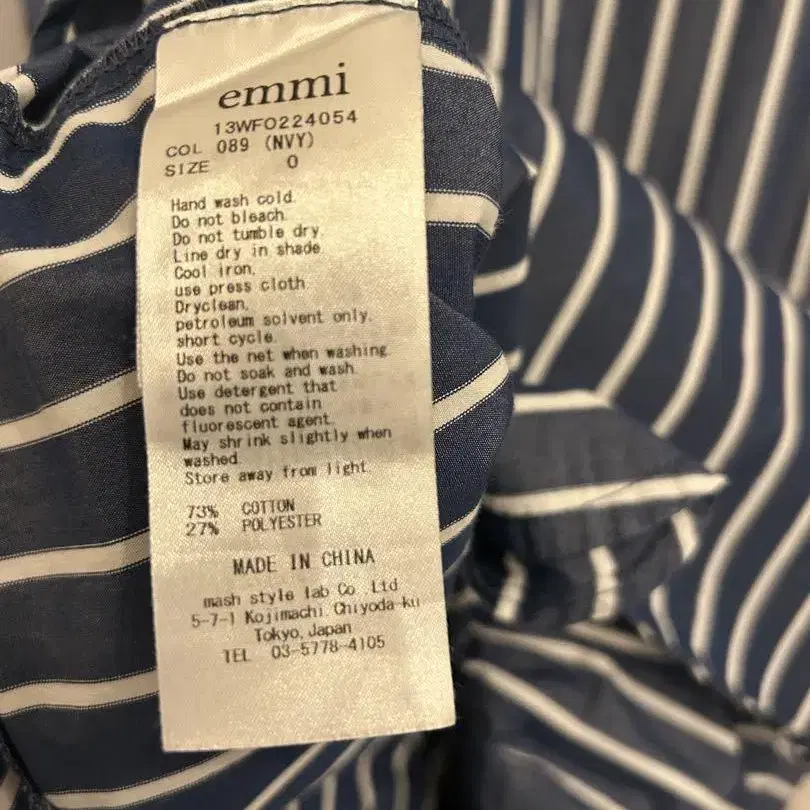 emmi
13WFO224054
COL 089 (NVY)
SIZE 0
Hand wash cold.
Do not bleach.
Do not tumble dry.
Line dry in shade.
Cool iron,
use press cloth.
Dryclean,
petroleum solvent only,
short cycle.
Use the net when washing.
Do not soak and wash.
Use detergent that
does not contain
fluorescent agent.
May shrink slightly when
washed.
Store away from light.
73% COTTON
27% POLYESTER
MADE IN CHINA
mash style lab Co., Ltd.
5-7-1 Kojimachi, Chiyoda-ku
Tokyo, Japan
TEL 03-5778-4105